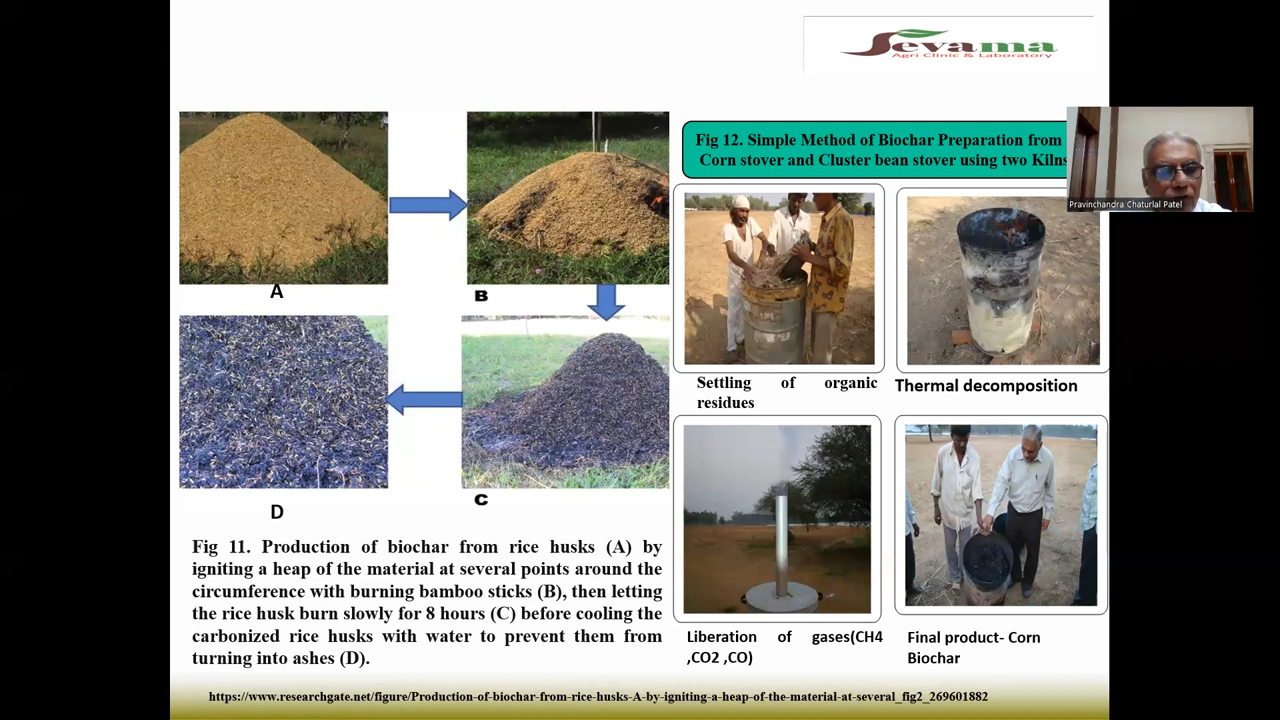 Sevama
Agri Clinic & Laboratory
Fig 12. Simple Method of Biochar Preparation from
Corn stover and Cluster bean stover using two Kilns
Pravinchandra Chaturlal Patel
A
B
Settling of organic
residues
Thermal decomposition
D
C
Fig 11. Production of biochar from rice husks (A) by
igniting a heap of the material at several points around the
circumference with burning bamboo sticks (B), then letting
the rice husk burn slowly for 8 hours (C) before cooling the
carbonized rice husks with water to prevent them from
turning into ashes (D).
Liberation of gases(CH4
,CO2 ,CO)
Final product- Corn
Biochar
https://www.researchgate.net/figure/Production-of-biochar-from-rice-husks-A-by-igniting-a-heap-of-the-material-at-several_fig2_269601882